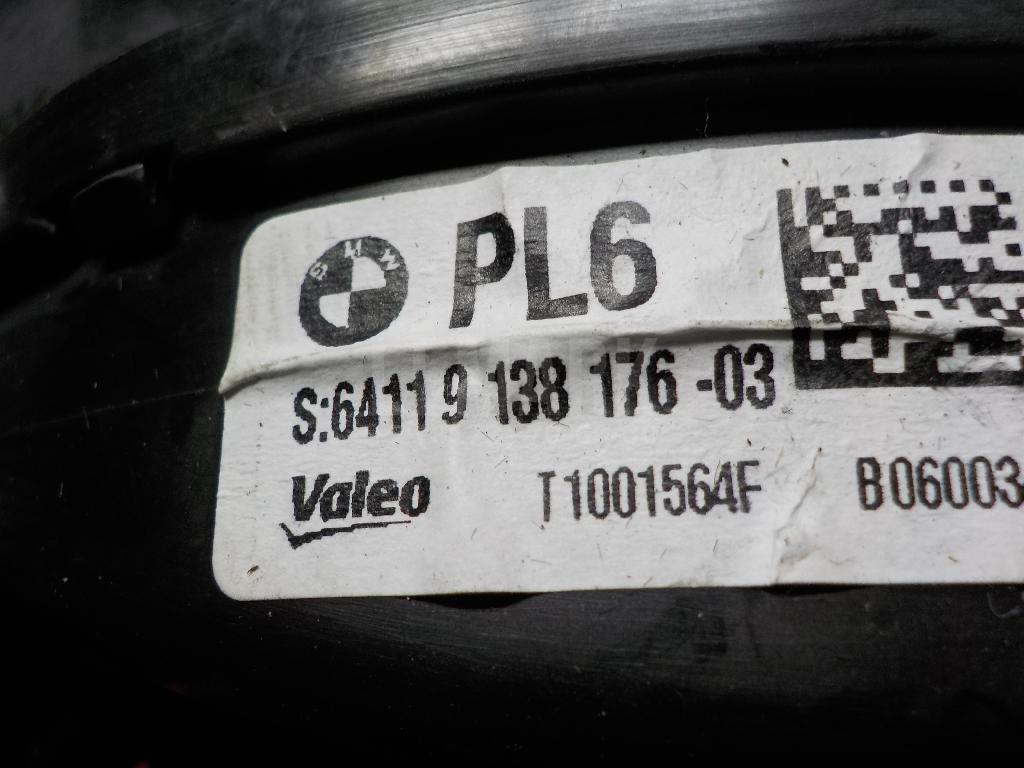 BMW PL6
S:6411 9 138 176 -03
Valeo T1001564F B06003